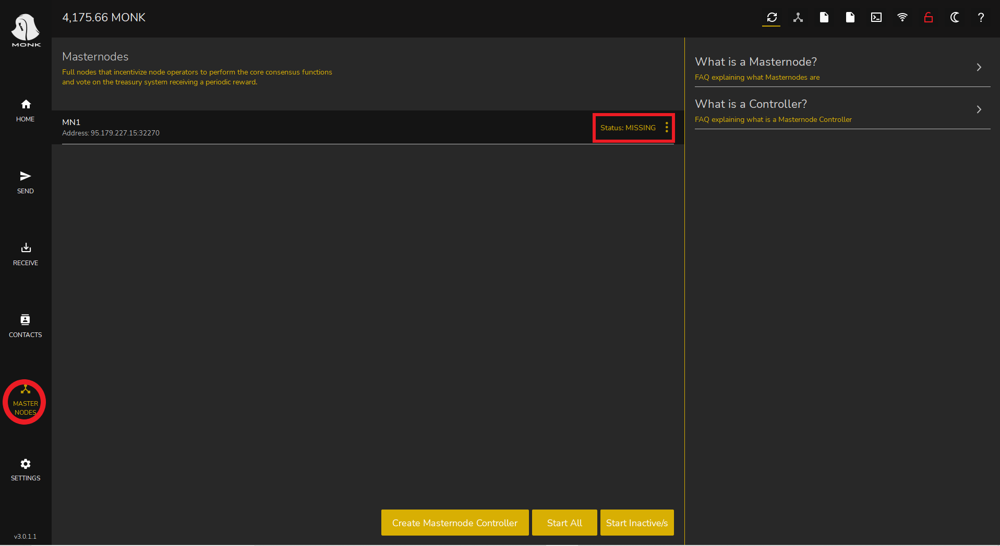 4,175.66 MONK
MONK
Masternodes
Full nodes that incentivize node operators to perform the core consensus functions
and vote on the treasury system receiving a periodic reward.
MN1
Address: 95.179.227.15:32270
Status: MISSING
What is a Masternode?
FAQ explaining what Masternodes are
What is a Controller?
FAQ explaining what is a Masternode Controller
HOME
SEND
RECEIVE
CONTACTS
MASTER
NODES
SETTINGS
v3.0.1.1
Create Masternode Controller
Start All
Start Inactive/s